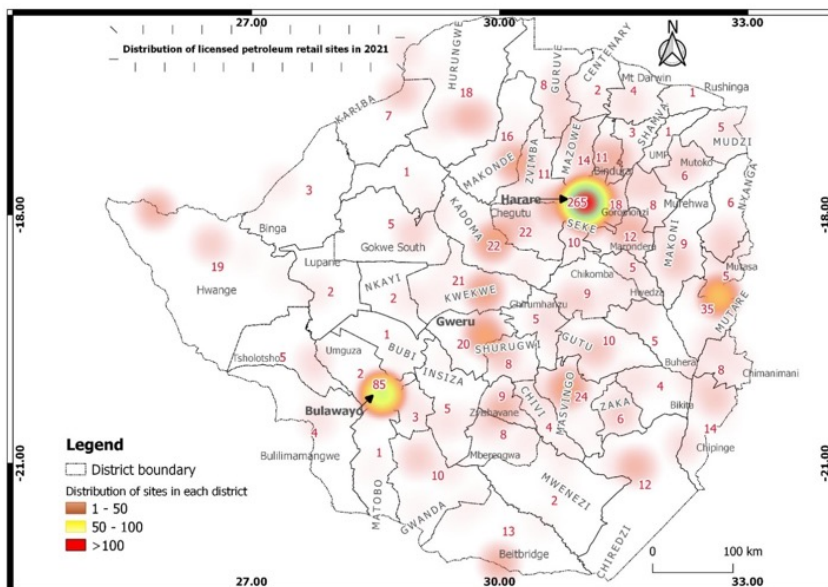 27.00
30.00
33.00
Distribution of licensed petroleum retail sites in 2021
N
HURUNGWE
GURUVE
CENTENARY
Mt Darwin
Rushinga
KARIBA
18
8
2
4
1
7
16
MAKONDE
ZVIMBA
MAZOWE
14
11
Bindura
3
SHAMVA
1
UMP
5
MUDZI
Mutoko
6
1
3
11
Harare
265
18
Goromonzi
8
Murehwa
NYANGA
6
-18.00
-18.00
Binga
5
Gokwe South
KADOMA
Chegutu
22
22
SEKE
10
12
Marondera
MAKONI
9
19
Hwange
Lupane
2
NKAYI
2
21
KWEKWE
Chikomba
9
5
Hwedza
Mutasa
5
35
MUTARE
Chirumhanzu
5
Gweru
20
SHURUGWI
8
GUTU
10
5
Buhera
Tsholotsho
5
Umguza
1
BUBI
2
INSIZA
8
Chimanimani
Bulawayo
85
3
5
9
Zvishavane
CHIVI
MASVINGO
24
ZAKA
6
4
Bikita
4
Bulilimamangwe
8
Mberengwa
4
14
Chipinge
1
MATOBO
10
GWANDA
MWENEZI
2
12
CHIREDZI
13
Beitbridge
-21.00
-21.00
Legend
District boundary
Distribution of sites in each district
1 - 50
50 - 100
>100
0
100 km
27.00
30.00
33.00